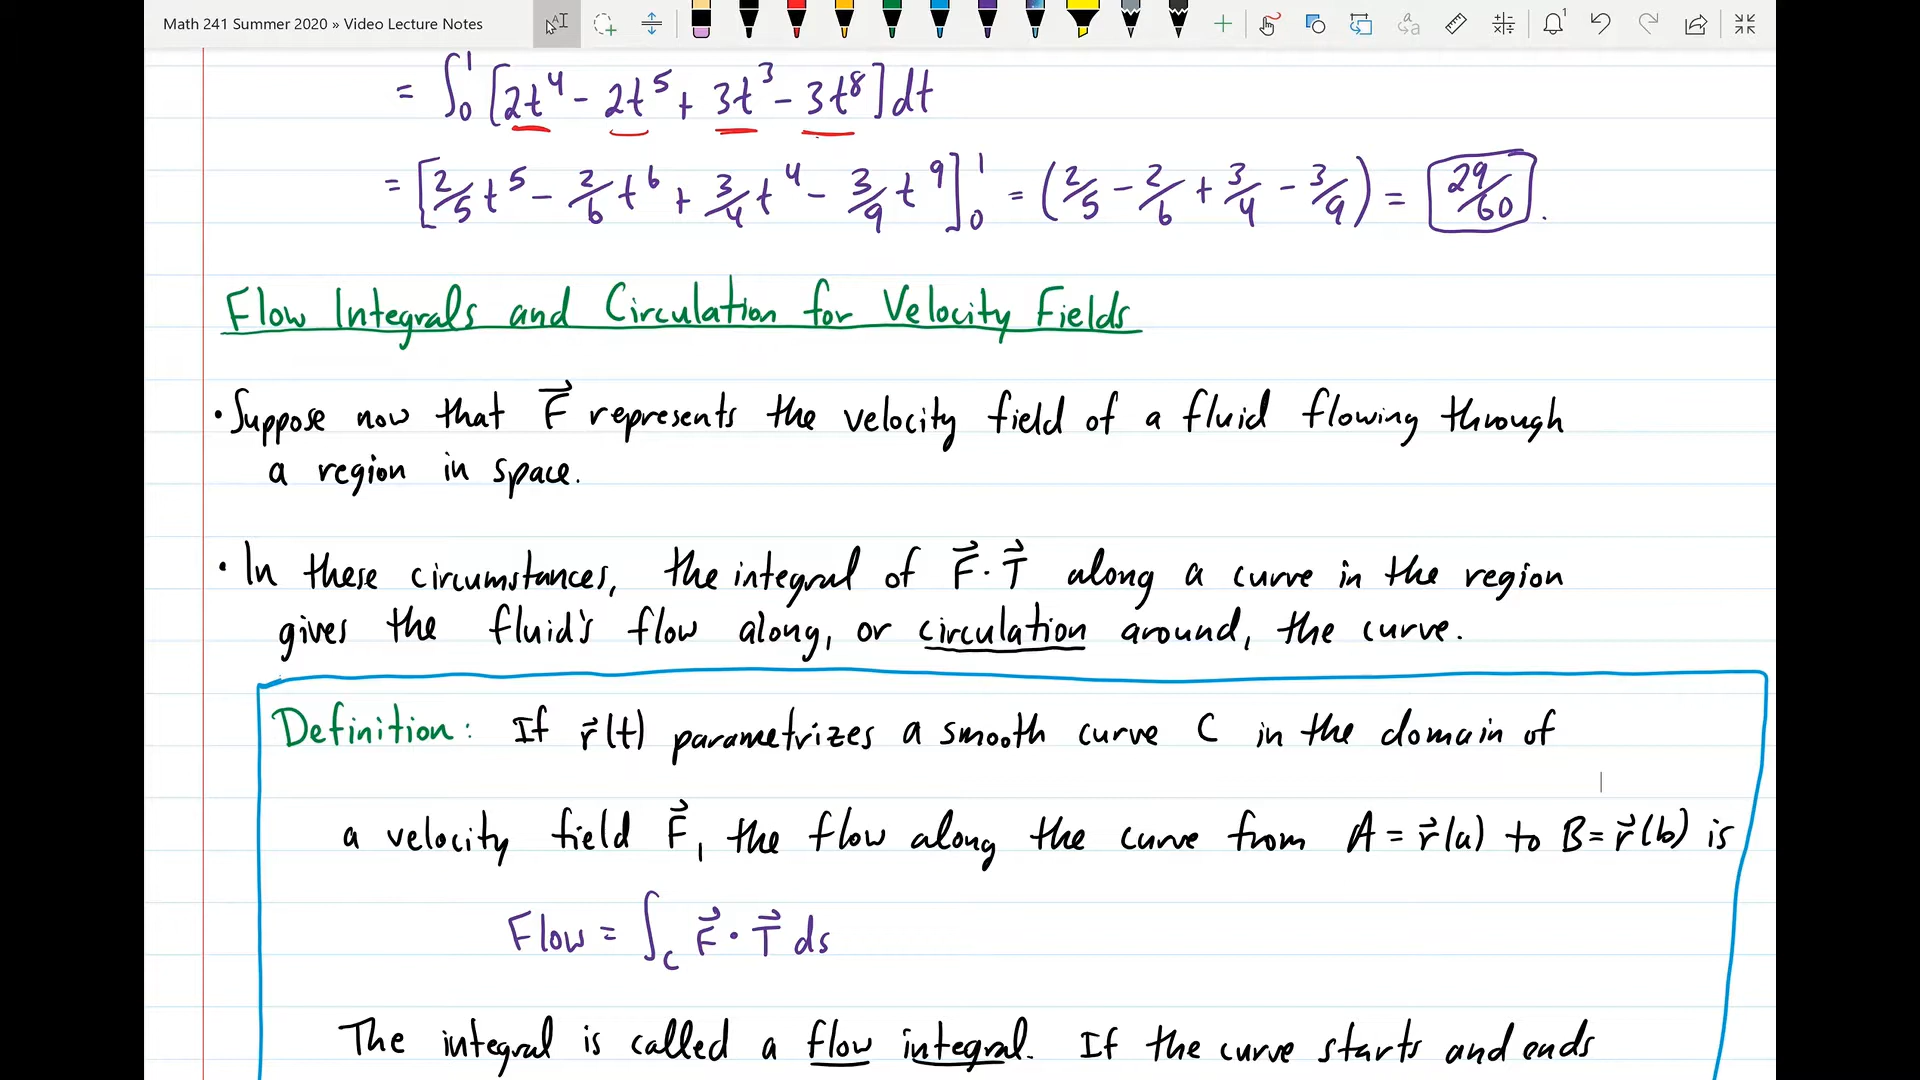 Math 241 Summer 2020 » Video Lecture Notes
= ∫₀¹ [2t⁴ - 2t⁵ + 3t³ - 3t⁸] dt
= [2/5 t⁵ - 2/6 t⁶ + 3/4 t⁴ - 3/9 t⁹]₀¹ = (2/5 - 2/6 + 3/4 - 3/9) = 29/60.
Flow Integrals and Circulation for Velocity Fields
• Suppose now that F⃗ represents the velocity field of a fluid flowing through
a region in space.
• In these circumstances, the integral of F⃗ · T⃗ along a curve in the region
gives the fluid's flow along, or circulation around, the curve.
Definition: If r⃗(t) parametrizes a smooth curve C in the domain of
a velocity field F⃗, the flow along the curve from A = r⃗(a) to B = r⃗(b) is
Flow = ∫_C F⃗ · T⃗ ds
The integral is called a flow integral. If the curve starts and ends